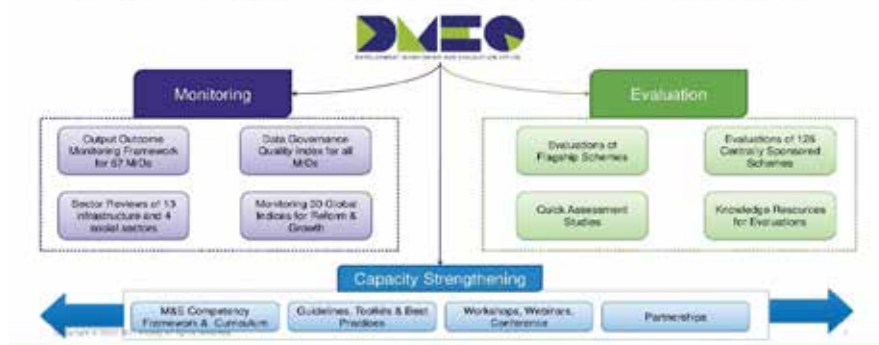 DMEO
DEVELOPMENT MONITORING AND EVALUATION OFFICE
Monitoring
Evaluation
Output Outcome
Monitoring Framework
for 67 M/Ds
Data Governance
Quality Index for all
M/Ds
Sector Reviews of 13
infrastructure and 4
social sectors
Monitoring 30 Global
Indices for Reform &
Growth
Evaluations of
Flagship Schemes
Evaluations of 126
Centrally Sponsored
Schemes
Quick Assessment
Studies
Knowledge Resources
for Evaluations
Capacity Strengthening
M&E Competency
Framework & Curriculum
Guidelines, Toolkits & Best
Practices
Workshops, Webinars,
Conference
Partnerships